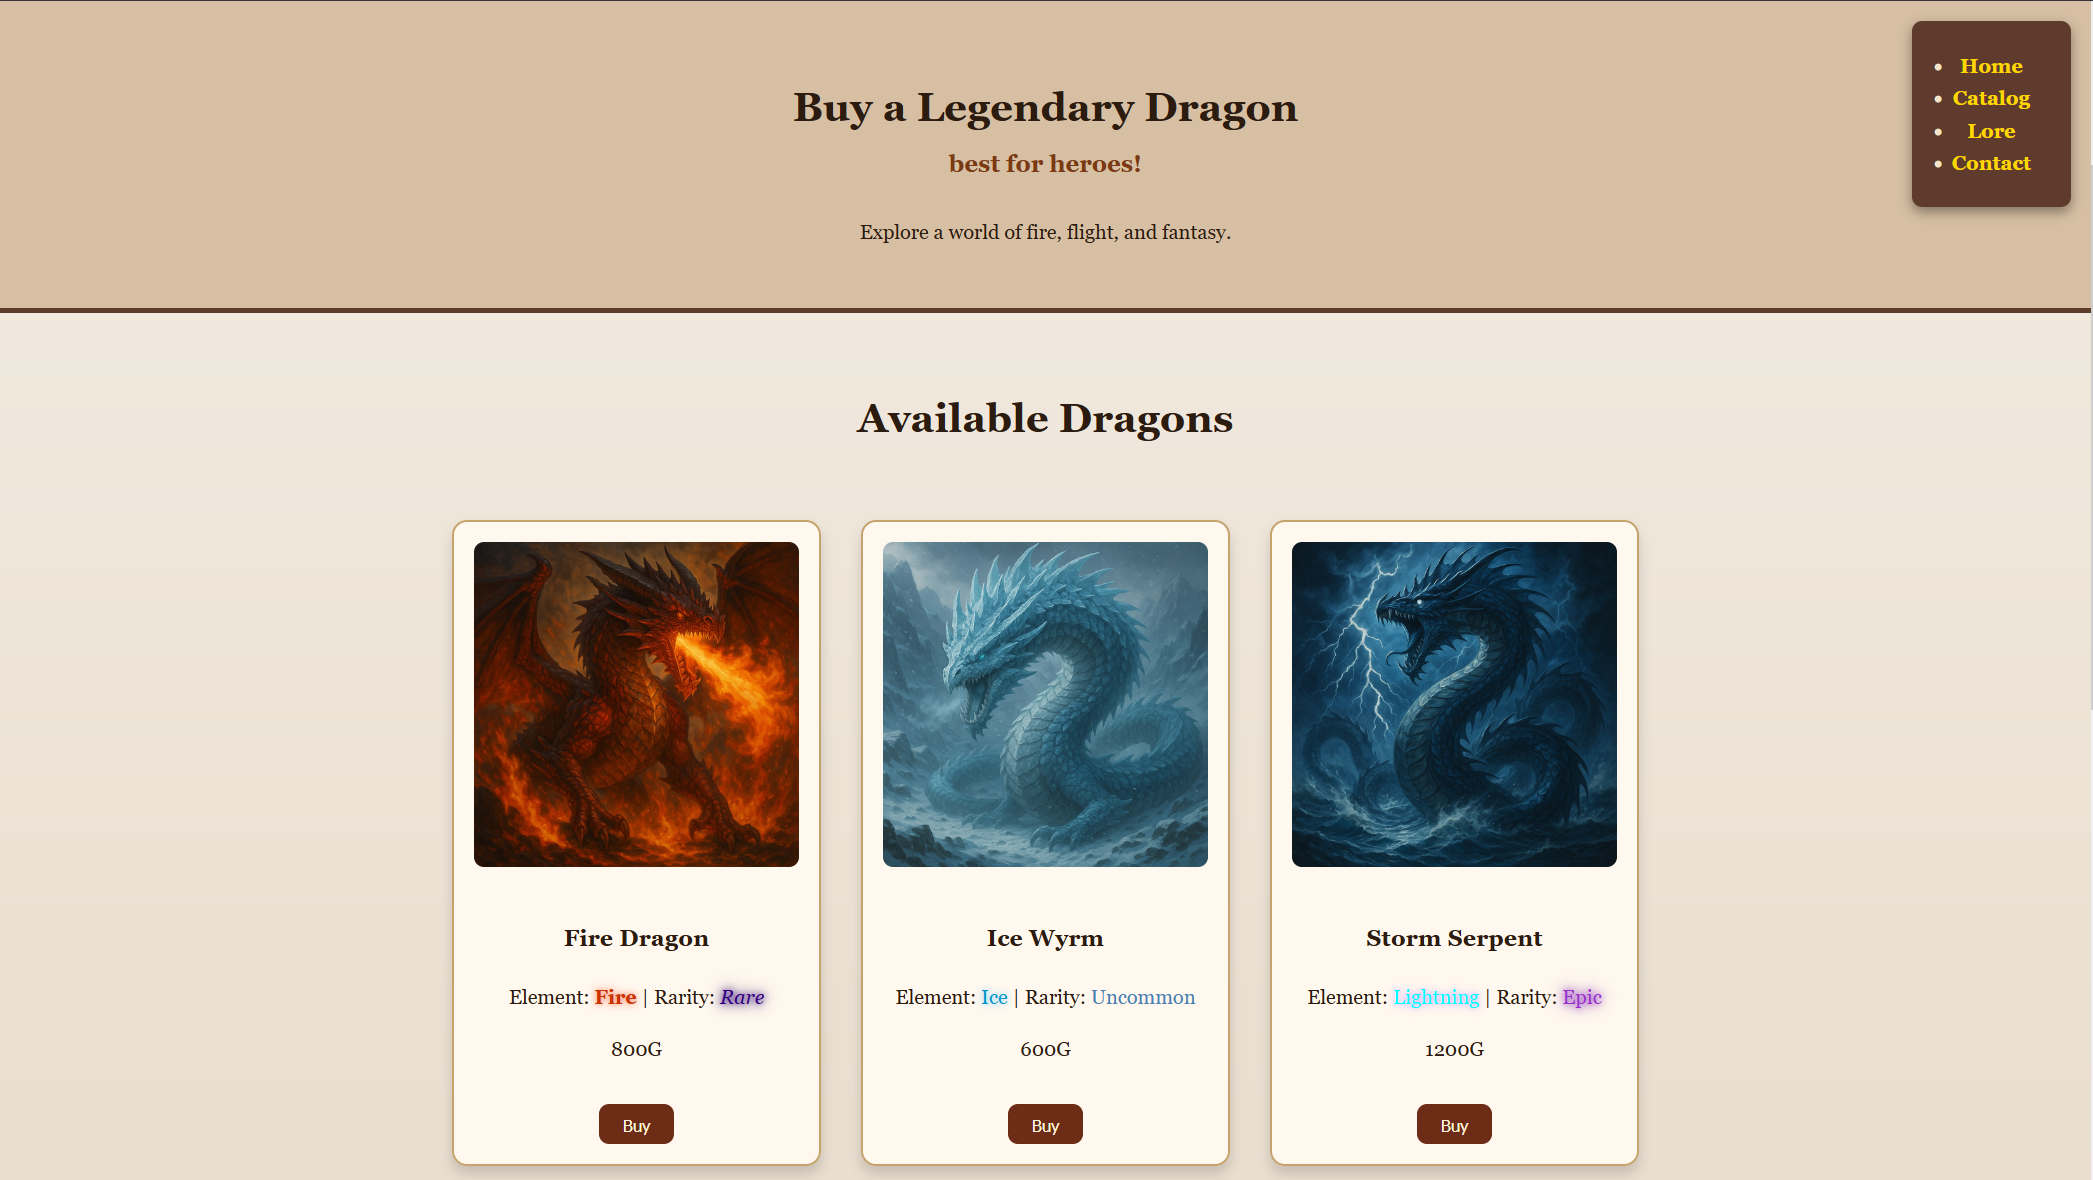 Home
Catalog
Lore
Contact
Buy a Legendary Dragon
best for heroes!
Explore a world of fire, flight, and fantasy.
Available Dragons
Fire Dragon
Element: Fire | Rarity: Rare
800G
Buy
Ice Wyrm
Element: Ice | Rarity: Uncommon
600G
Buy
Storm Serpent
Element: Lightning | Rarity: Epic
1200G
Buy